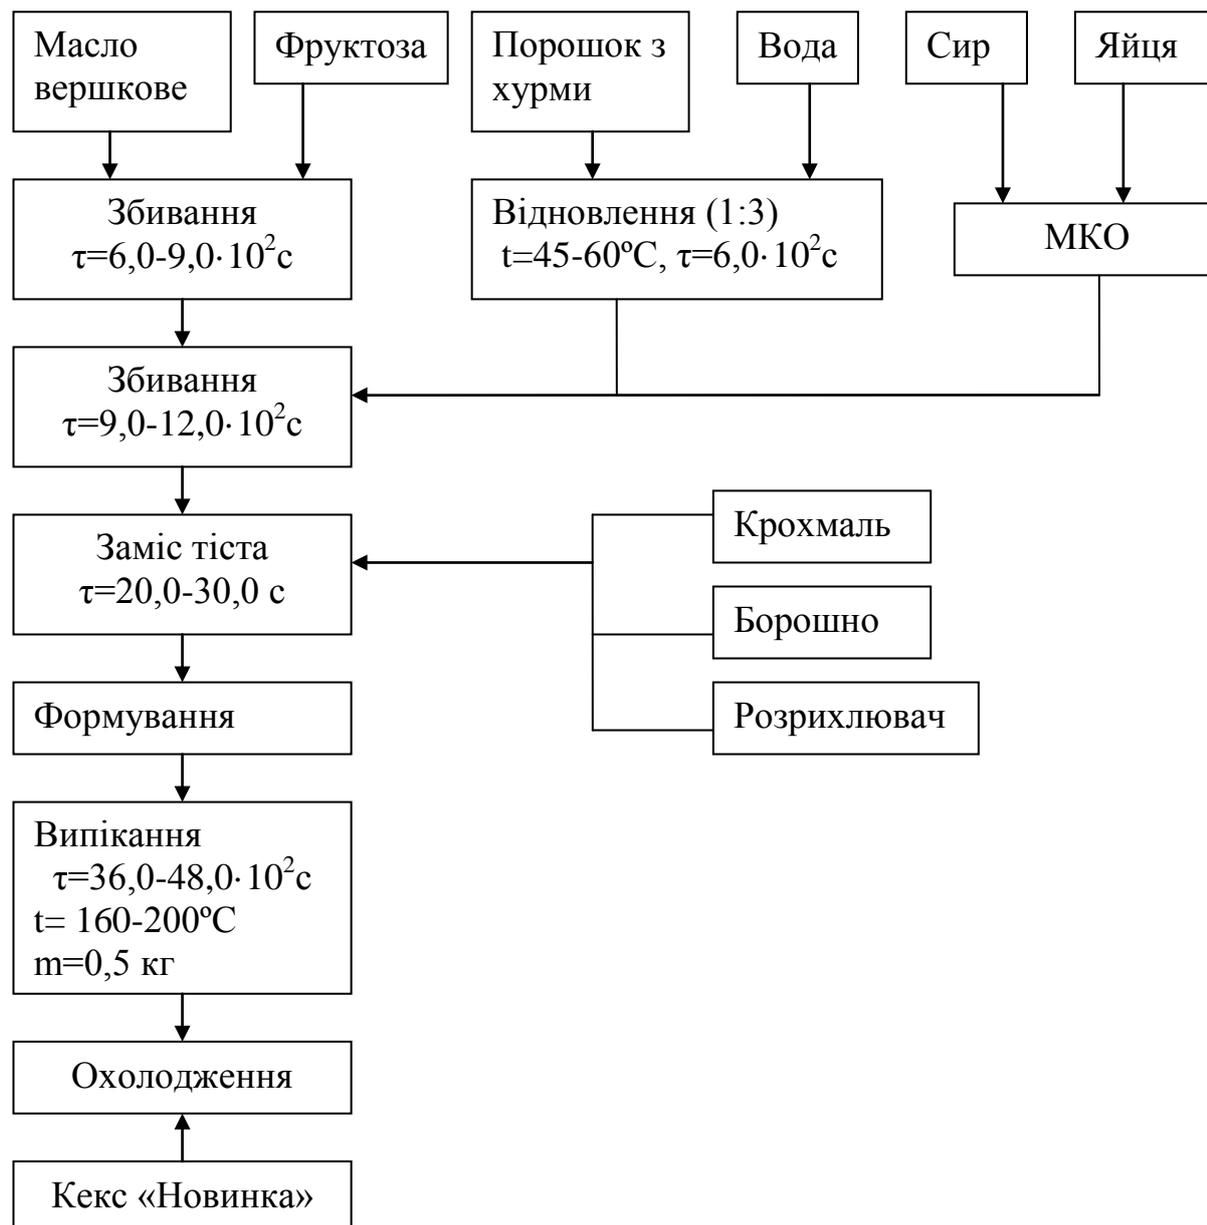 Масло
вершкове
Фруктоза
Порошок з
хурми
Вода
Сир
Яйця
Збивання
τ=6,0-9,0·10²с
Відновлення (1:3)
t=45-60ºС, τ=6,0·10²с
МКО
Збивання
τ=9,0-12,0·10²с
Заміс тіста
τ=20,0-30,0 с
Крохмаль
Борошно
Розрихлювач
Формування
Випікання
τ=36,0-48,0·10²с
t= 160-200ºС
m=0,5 кг
Охолодження
Кекс «Новинка»